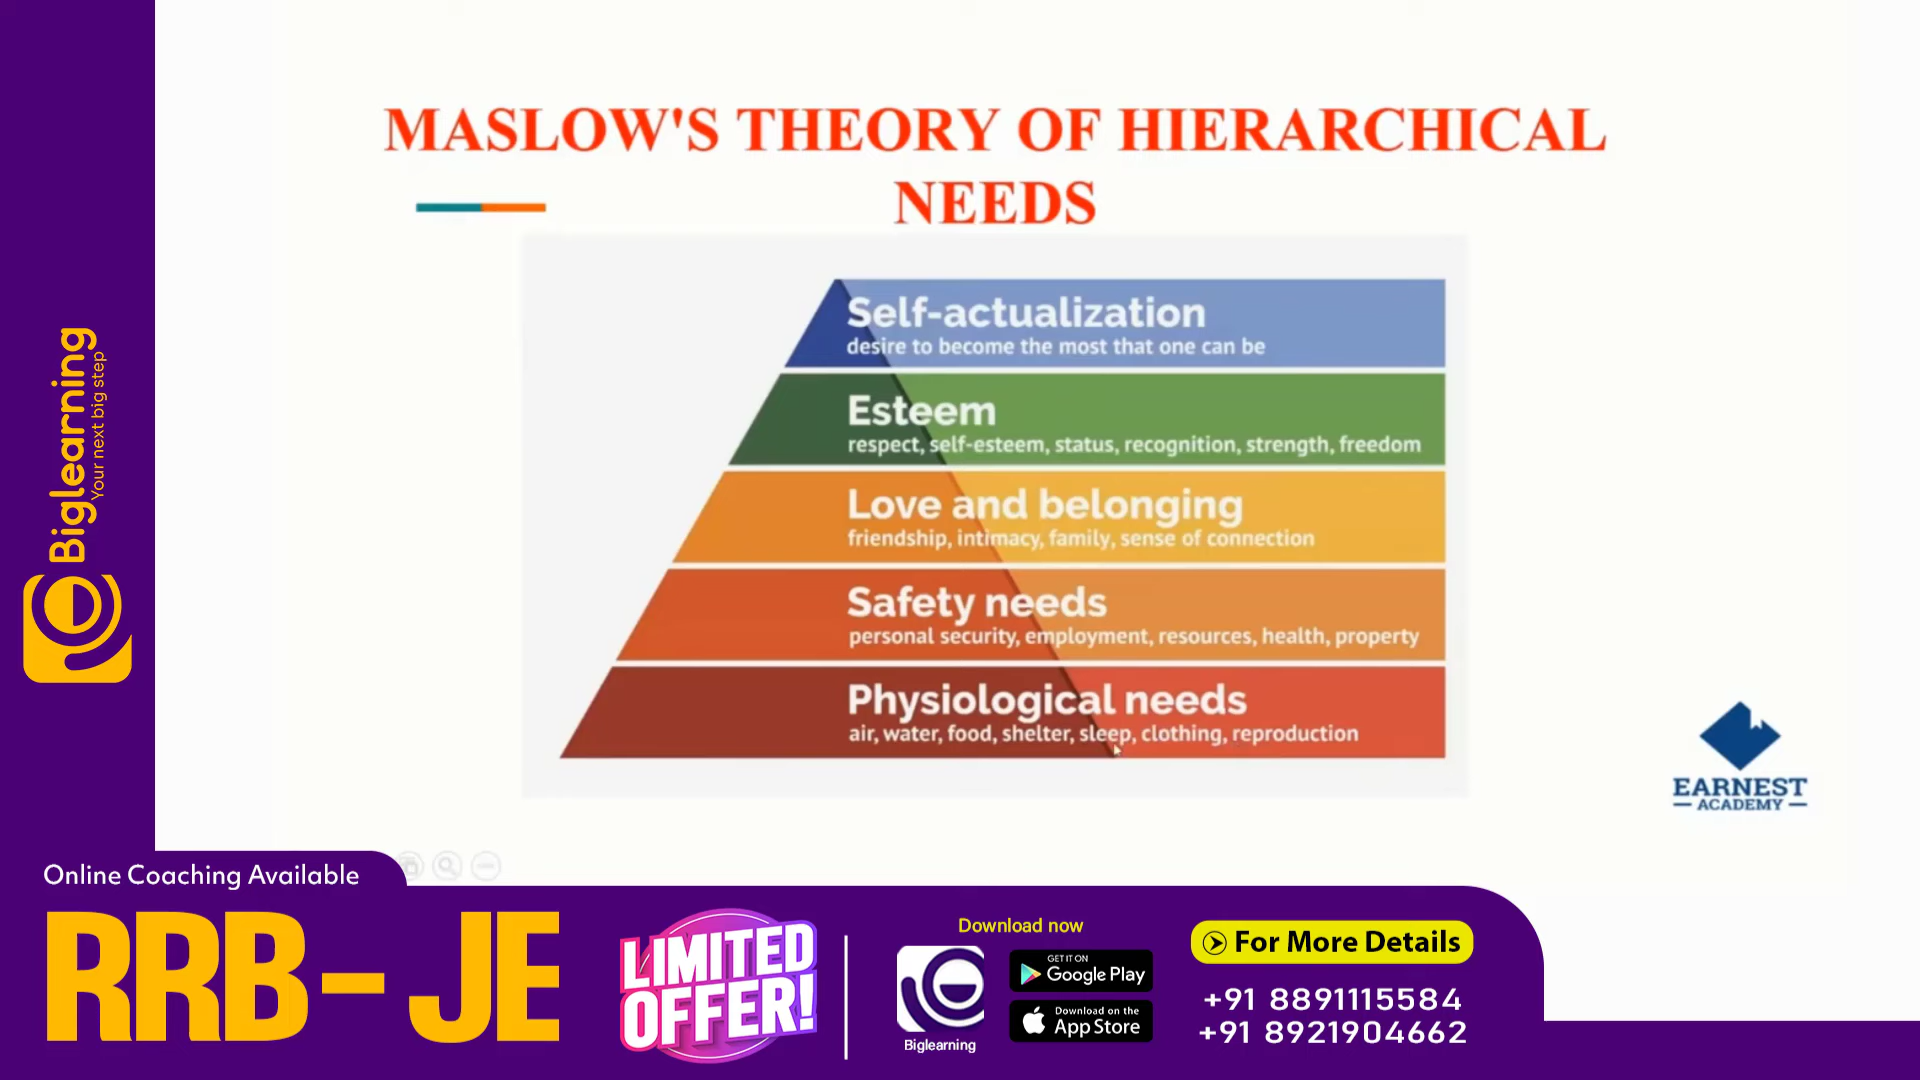 MASLOW'S THEORY OF HIERARCHICAL
NEEDS
Self-actualization
desire to become the most that one can be
Esteem
respect, self-esteem, status, recognition, strength, freedom
Love and belonging
friendship, intimacy, family, sense of connection
Safety needs
personal security, employment, resources, health, property
Physiological needs
air, water, food, shelter, sleep, clothing, reproduction
Biglearning
Your next big step
EARNEST
ACADEMY
Online Coaching Available
RRB-JE
LIMITED
OFFER!
Download now
Biglearning
GET IT ON
Google Play
Download on the
App Store
For More Details
+91 8891115584
+91 8921904662